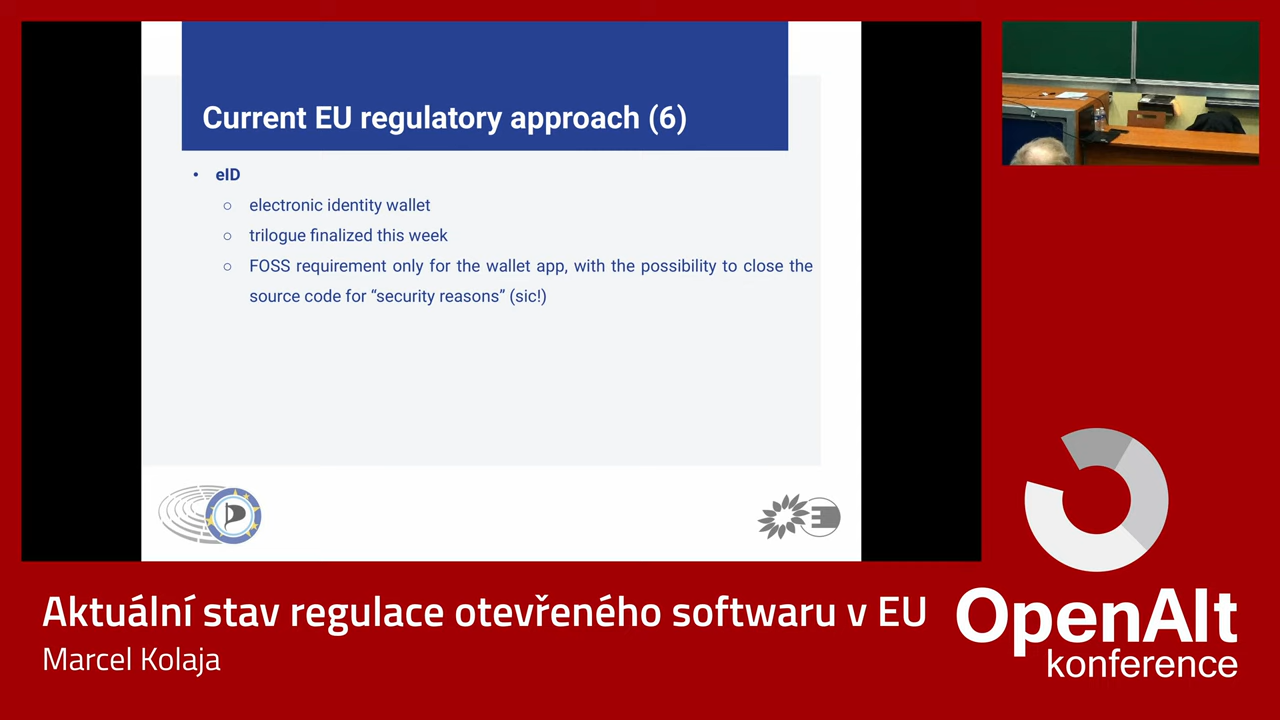 Current EU regulatory approach (6)
• eID
○ electronic identity wallet
○ trilogue finalized this week
○ FOSS requirement only for the wallet app, with the possibility to close the
source code for “security reasons” (sic!)
Aktuální stav regulace otevřeného softwaru v EU
Marcel Kolaja
OpenAlt
konference